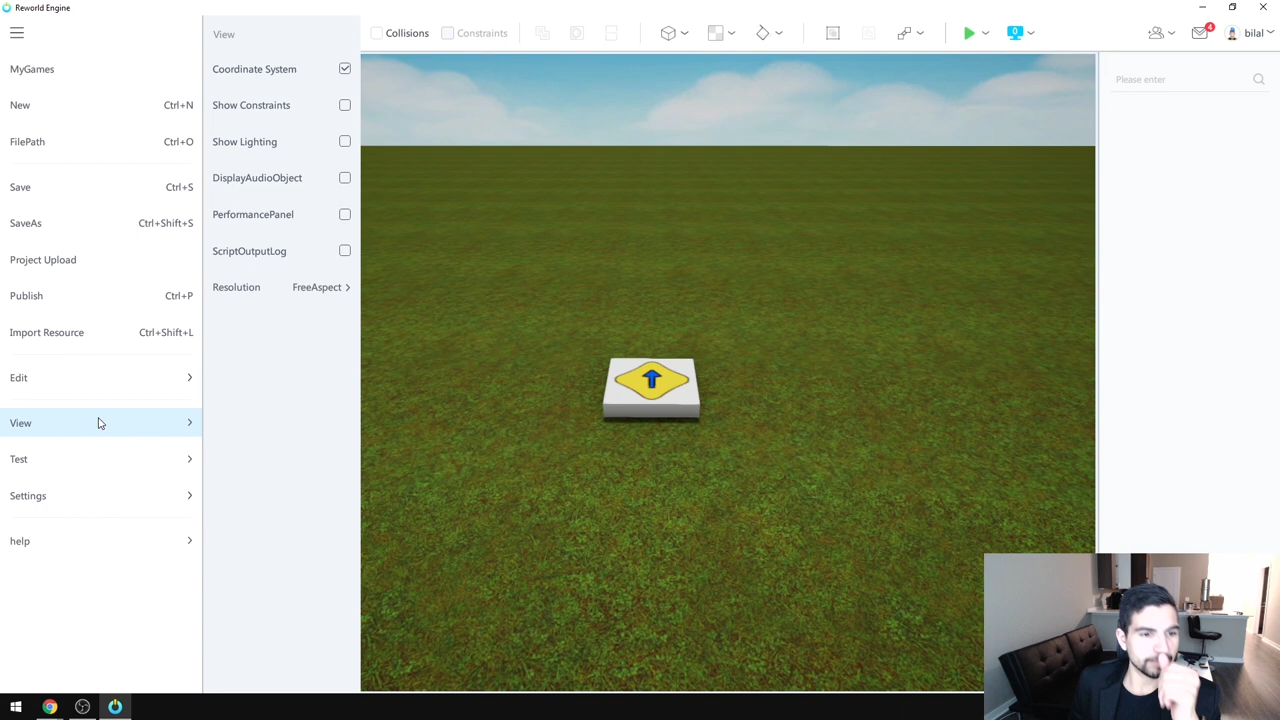 Reworld Engine
MyGames
New Ctrl+N
FilePath Ctrl+O
Save Ctrl+S
SaveAs Ctrl+Shift+S
Project Upload
Publish Ctrl+P
Import Resource Ctrl+Shift+L
Edit
View
Test
Settings
help
View
Coordinate System
Show Constraints
Show Lighting
DisplayAudioObject
PerformancePanel
ScriptOutputLog
Resolution FreeAspect
Collisions Constraints 0 4 bilal
Please enter